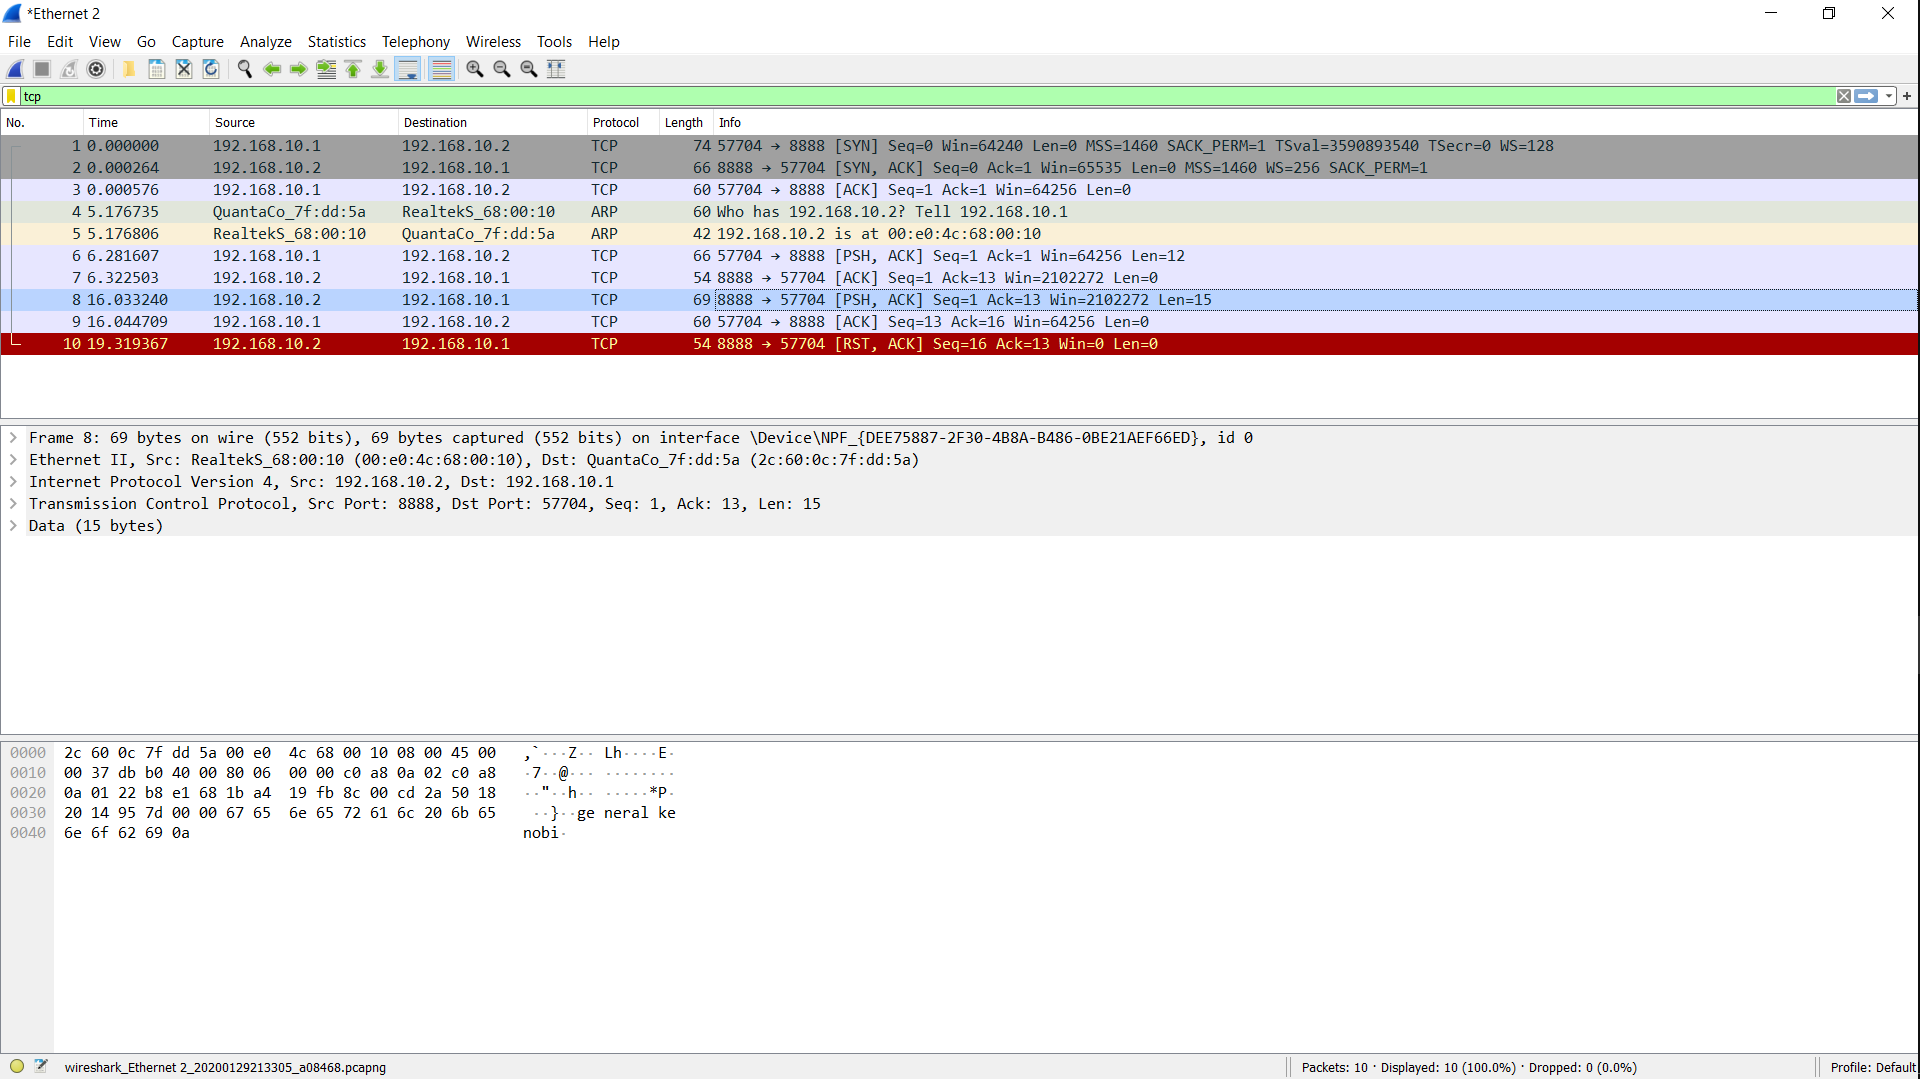 *Ethernet 2
File Edit View Go Capture Analyze Statistics Telephony Wireless Tools Help
tcp
No. Time Source Destination Protocol Length Info
1 0.000000 192.168.10.1 192.168.10.2 TCP 74 57704 → 8888 [SYN] Seq=0 Win=64240 Len=0 MSS=1460 SACK_PERM=1 TSval=3590893540 TSecr=0 WS=128
2 0.000264 192.168.10.2 192.168.10.1 TCP 66 8888 → 57704 [SYN, ACK] Seq=0 Ack=1 Win=65535 Len=0 MSS=1460 WS=256 SACK_PERM=1
3 0.000576 192.168.10.1 192.168.10.2 TCP 60 57704 → 8888 [ACK] Seq=1 Ack=1 Win=64256 Len=0
4 5.176735 QuantaCo_7f:dd:5a RealtekS_68:00:10 ARP 60 Who has 192.168.10.2? Tell 192.168.10.1
5 5.176806 RealtekS_68:00:10 QuantaCo_7f:dd:5a ARP 42 192.168.10.2 is at 00:e0:4c:68:00:10
6 6.281607 192.168.10.1 192.168.10.2 TCP 66 57704 → 8888 [PSH, ACK] Seq=1 Ack=1 Win=64256 Len=12
7 6.322503 192.168.10.2 192.168.10.1 TCP 54 8888 → 57704 [ACK] Seq=1 Ack=13 Win=2102272 Len=0
8 16.033240 192.168.10.2 192.168.10.1 TCP 69 8888 → 57704 [PSH, ACK] Seq=1 Ack=13 Win=2102272 Len=15
9 16.044709 192.168.10.1 192.168.10.2 TCP 60 57704 → 8888 [ACK] Seq=13 Ack=16 Win=64256 Len=0
10 19.319367 192.168.10.2 192.168.10.1 TCP 54 8888 → 57704 [RST, ACK] Seq=16 Ack=13 Win=0 Len=0
Frame 8: 69 bytes on wire (552 bits), 69 bytes captured (552 bits) on interface \Device\NPF_{DEE75887-2F30-4B8A-B486-0BE21AEF66ED}, id 0
Ethernet II, Src: RealtekS_68:00:10 (00:e0:4c:68:00:10), Dst: QuantaCo_7f:dd:5a (2c:60:0c:7f:dd:5a)
Internet Protocol Version 4, Src: 192.168.10.2, Dst: 192.168.10.1
Transmission Control Protocol, Src Port: 8888, Dst Port: 57704, Seq: 1, Ack: 13, Len: 15
Data (15 bytes)
0000 2c 60 0c 7f dd 5a 00 e0 4c 68 00 10 08 00 45 00 ,`···Z·· Lh····E·
0010 00 37 db b0 40 00 80 06 00 00 c0 a8 0a 02 c0 a8 ·7··@··· ········
0020 0a 01 22 b8 e1 68 1b a4 19 fb 8c 00 cd 2a 50 18 ··"··h·· ·····*P·
0030 20 14 95 7d 00 00 67 65 6e 65 72 61 6c 20 6b 65 ··}··ge neral ke
0040 6e 6f 62 69 0a nobi·
wireshark_Ethernet 2_20200129213305_a08468.pcapng Packets: 10 · Displayed: 10 (100.0%) · Dropped: 0 (0.0%) Profile: Default